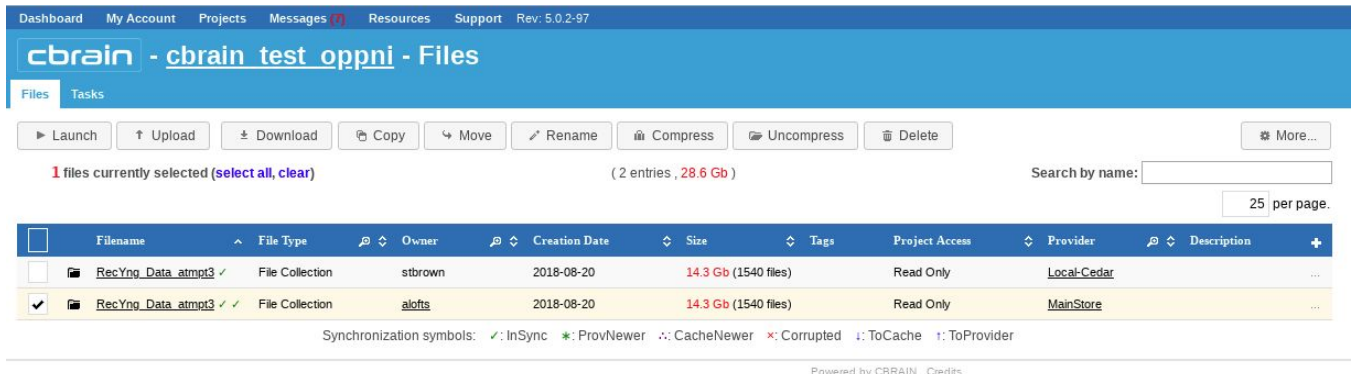 Dashboard My Account Projects Messages (7) Resources Support Rev: 5.0.2-97
cbrain - cbrain_test_oppni - Files
Files Tasks
Launch Upload Download Copy Move Rename Compress Uncompress Delete More...
1 files currently selected (select all, clear) ( 2 entries , 28.6 Gb ) Search by name:
25 per page.
Filename File Type Owner Creation Date Size Tags Project Access Provider Description +
RecYng_Data_atmpt3 ✓ File Collection stbrown 2018-08-20 14.3 Gb (1540 files) Read Only Local-Cedar ...
✓ RecYng_Data_atmpt3 ✓ ✓ File Collection alofts 2018-08-20 14.3 Gb (1540 files) Read Only MainStore ...
Synchronization symbols: ✓: InSync ∗: ProvNewer ∴: CacheNewer ×: Corrupted ↓: ToCache ↑: ToProvider
Powered by CBRAIN Credits